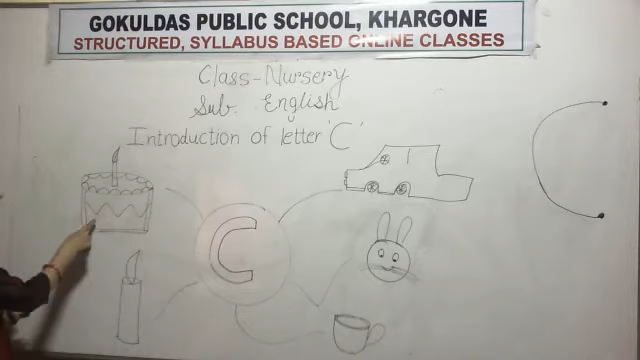 GOKULDAS PUBLIC SCHOOL, KHARGONE
STRUCTURED, SYLLABUS BASED ONLINE CLASSES
Class-Nursery
Sub. English
Introduction of letter 'C'
C